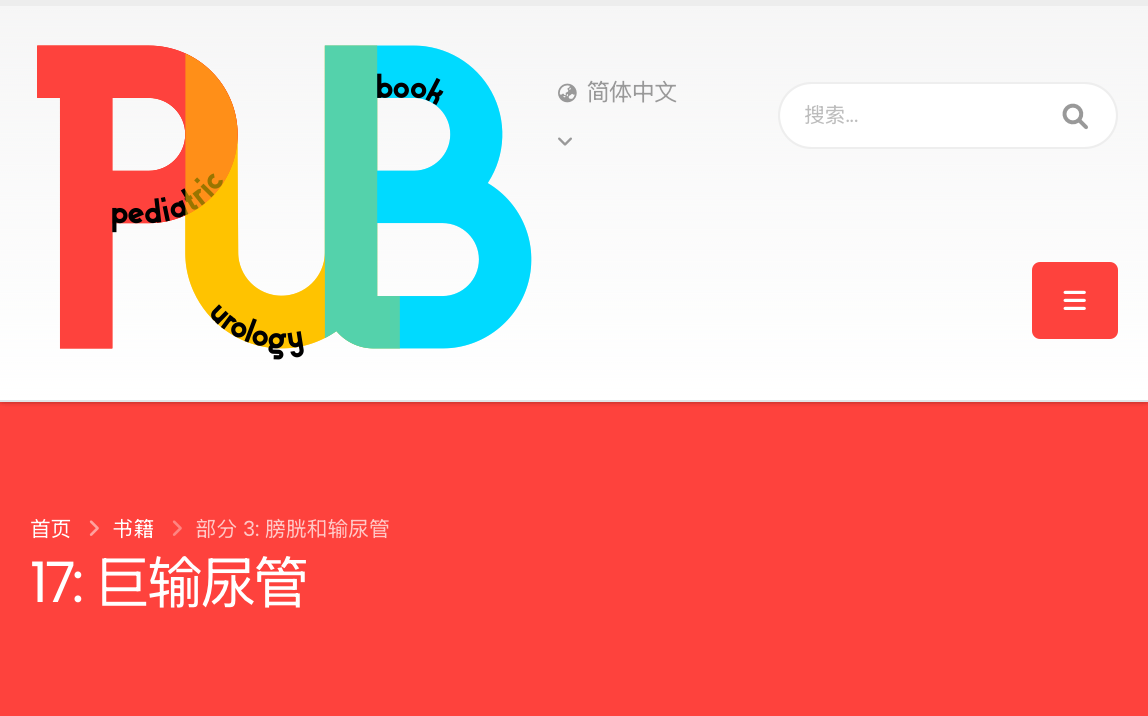 PUB
book
pediatric
urology
简体中文
搜索...
首页 书籍 部分 3: 膀胱和输尿管
17: 巨输尿管